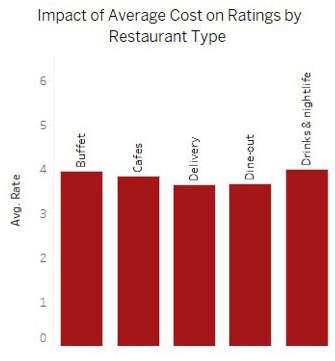 Impact of Average Cost on Ratings by
Restaurant Type
Avg. Rate
6
5
4
3
2
1
0
Buffet
Cafes
Delivery
Dine-out
Drinks & nightlife